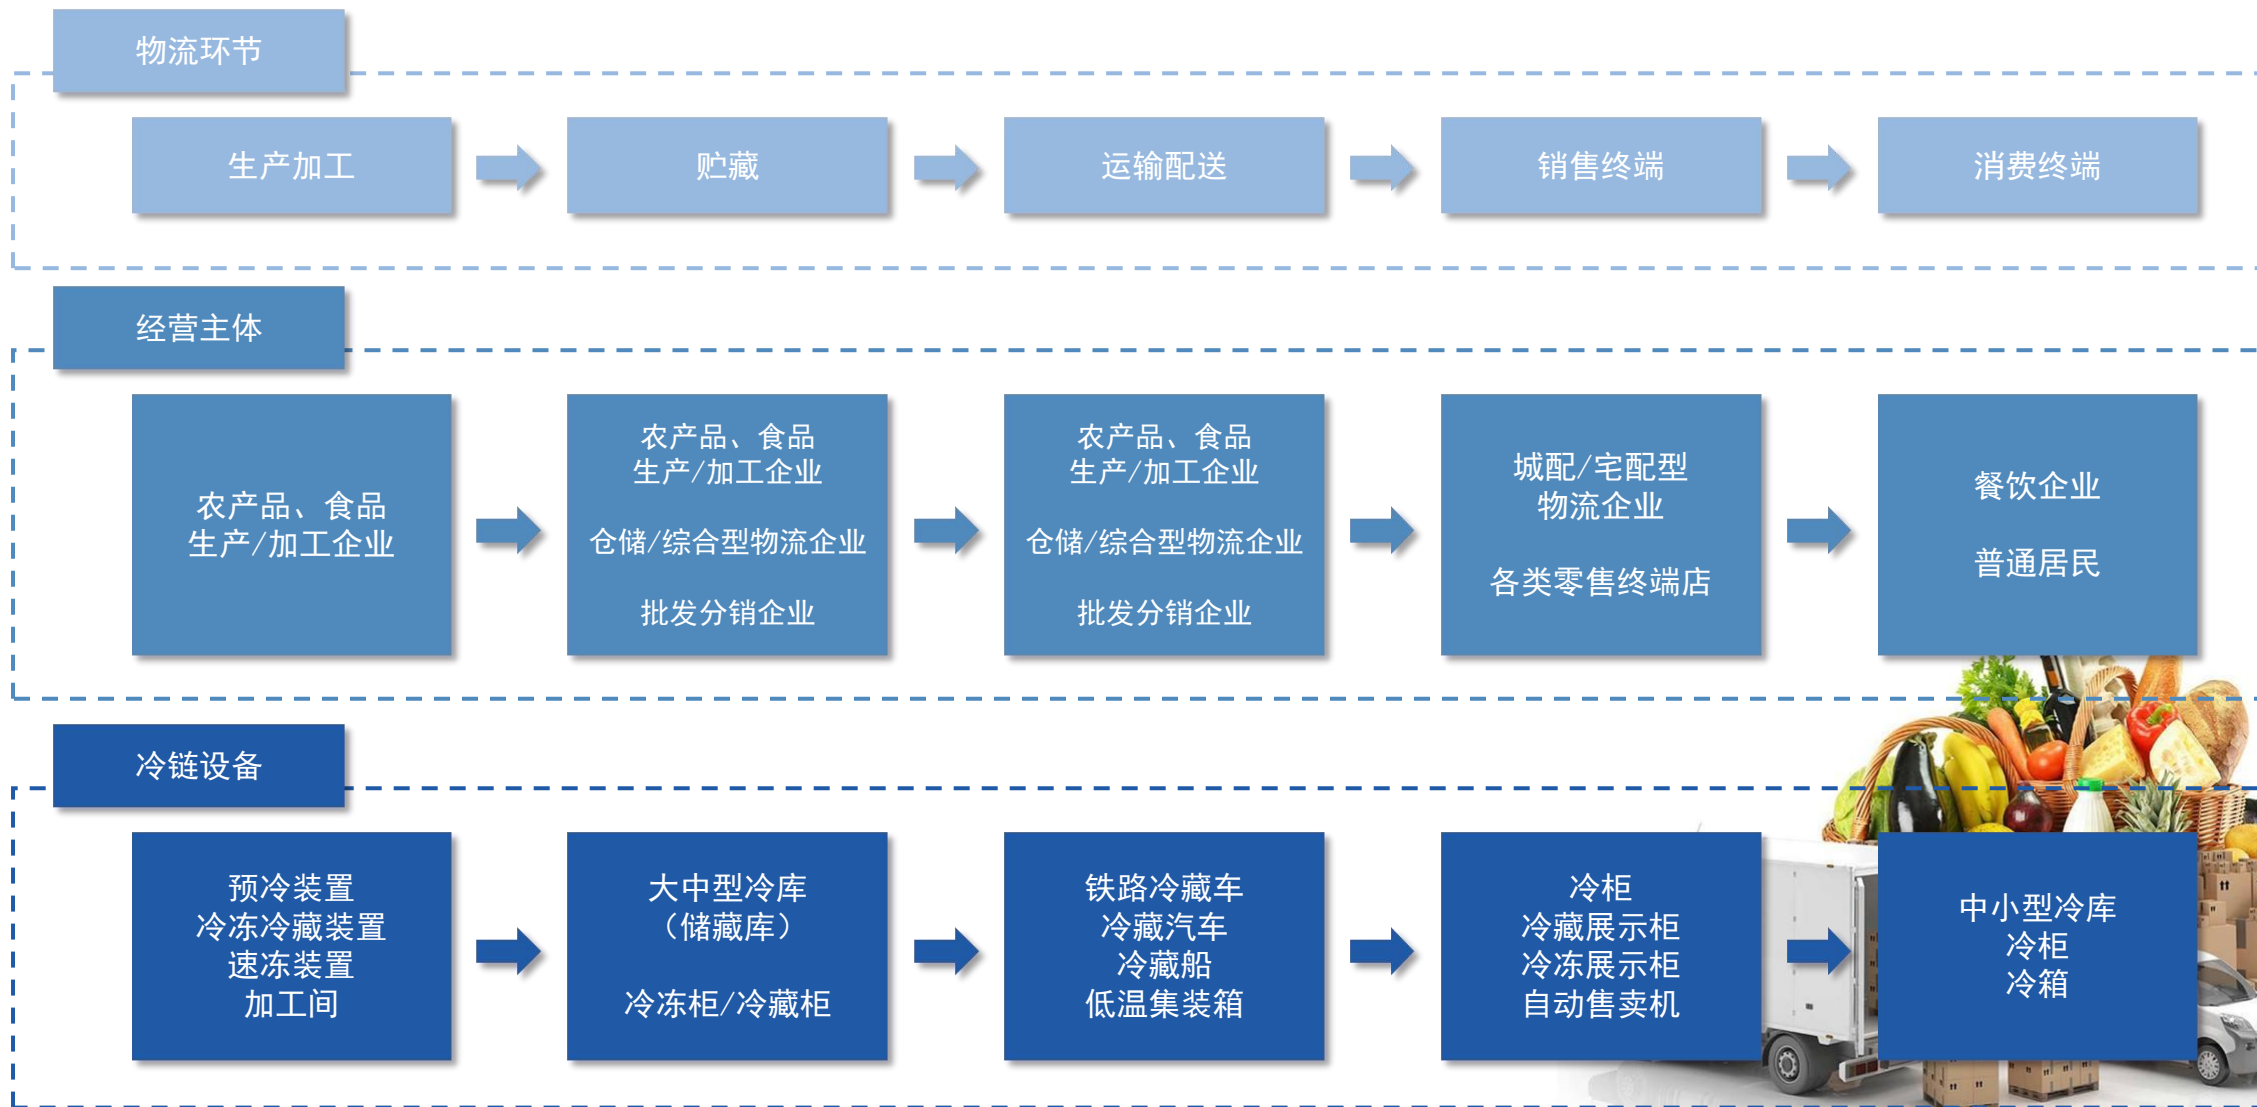 物流环节
生产加工
贮藏
运输配送
销售终端
消费终端
经营主体
农产品、食品
生产/加工企业
农产品、食品
生产/加工企业
仓储/综合型物流企业
批发分销企业
农产品、食品
生产/加工企业
仓储/综合型物流企业
批发分销企业
城配/宅配型
物流企业
各类零售终端店
餐饮企业
普通居民
冷链设备
预冷装置
冷冻冷藏装置
速冻装置
加工间
大中型冷库
（储藏库）
冷冻柜/冷藏柜
铁路冷藏车
冷藏汽车
冷藏船
低温集装箱
冷柜
冷藏展示柜
冷冻展示柜
自动售卖机
中小型冷库
冷柜
冷箱